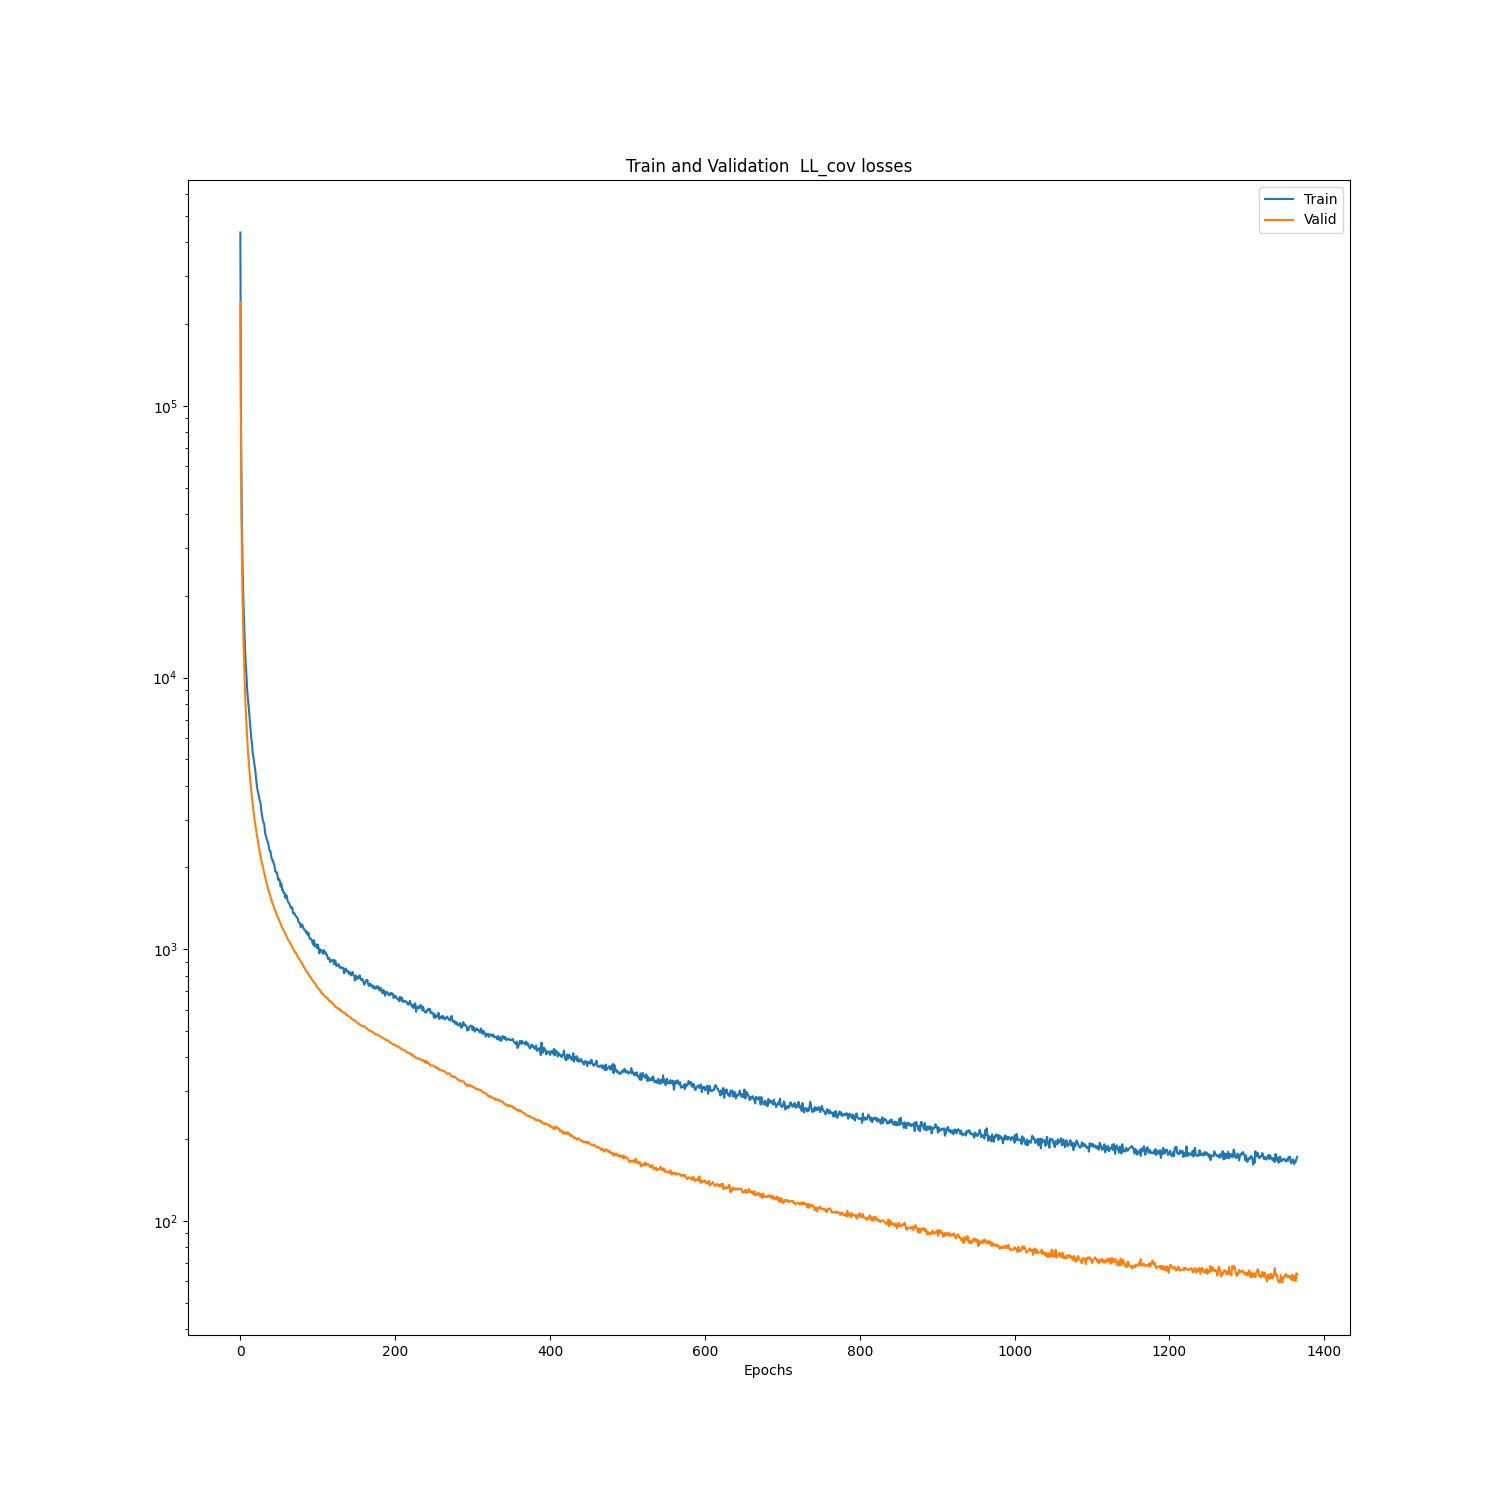 Train and Validation  LL_cov losses
Train
Valid
10^5
10^4
10^3
10^2
0 200 400 600 800 1000 1200 1400
Epochs